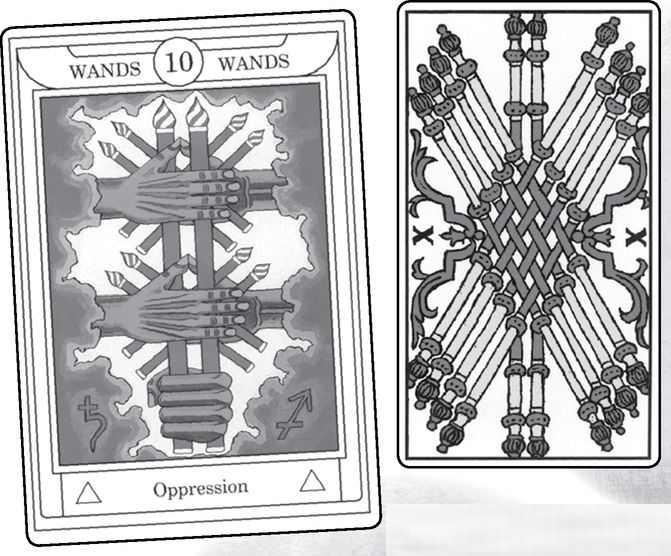 WANDS 10 WANDS
♄ ♐
Oppression
X X